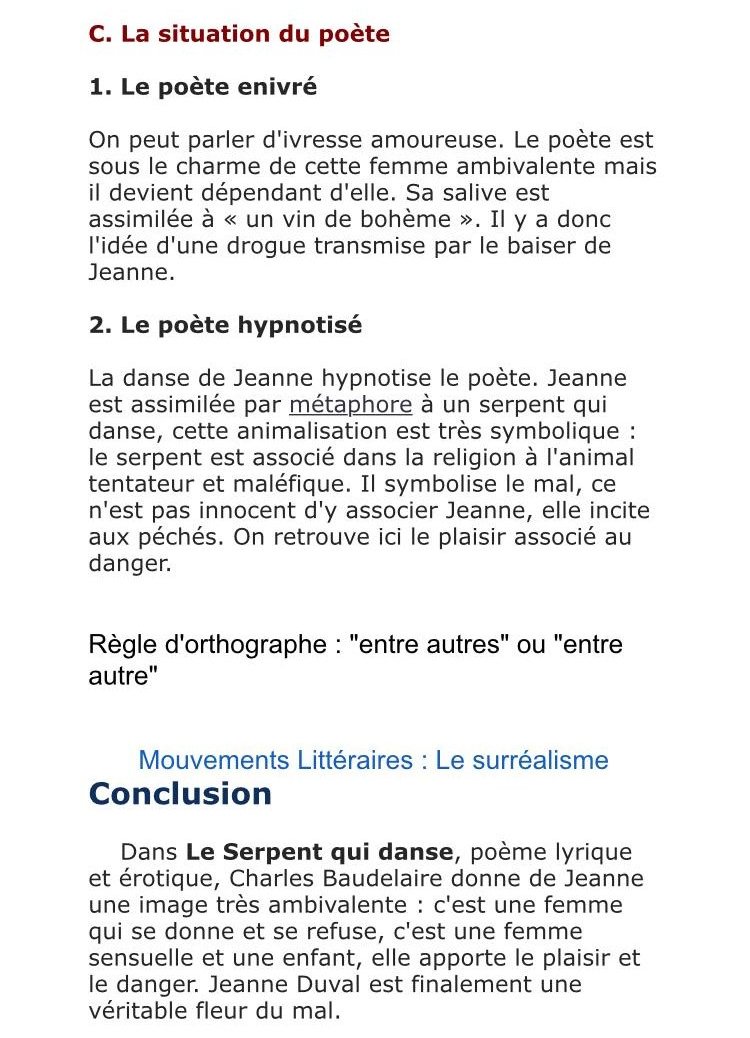 C. La situation du poète
1. Le poète enivré
On peut parler d'ivresse amoureuse. Le poète est
sous le charme de cette femme ambivalente mais
il devient dépendant d'elle. Sa salive est
assimilée à « un vin de bohème ». Il y a donc
l'idée d'une drogue transmise par le baiser de
Jeanne.
2. Le poète hypnotisé
La danse de Jeanne hypnotise le poète. Jeanne
est assimilée par métaphore à un serpent qui
danse, cette animalisation est très symbolique :
le serpent est associé dans la religion à l'animal
tentateur et maléfique. Il symbolise le mal, ce
n'est pas innocent d'y associer Jeanne, elle incite
aux péchés. On retrouve ici le plaisir associé au
danger.
Règle d'orthographe : "entre autres" ou "entre
autre"
Mouvements Littéraires : Le surréalisme
Conclusion
Dans Le Serpent qui danse, poème lyrique
et érotique, Charles Baudelaire donne de Jeanne
une image très ambivalente : c'est une femme
qui se donne et se refuse, c'est une femme
sensuelle et une enfant, elle apporte le plaisir et
le danger. Jeanne Duval est finalement une
véritable fleur du mal.